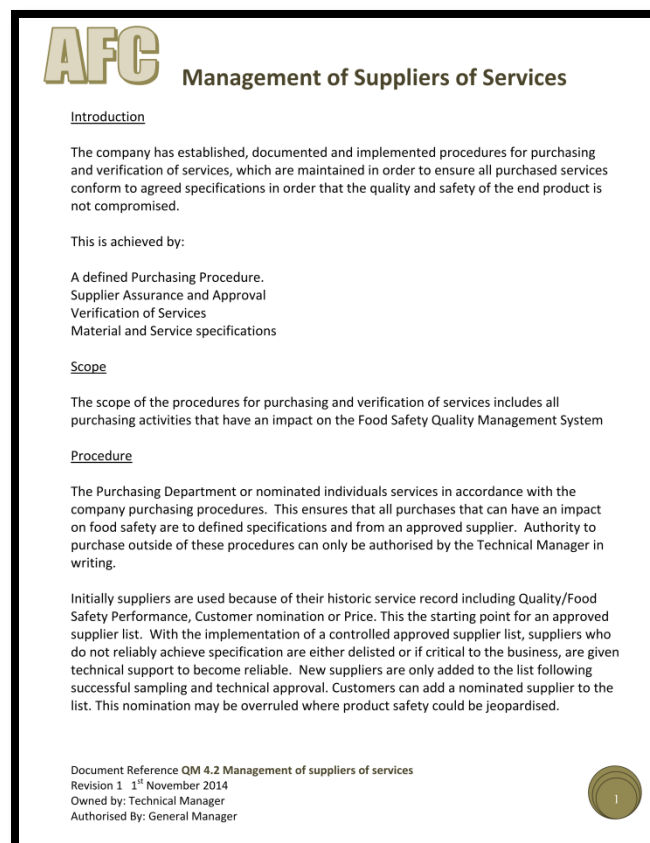 AFC
Management of Suppliers of Services
Introduction
The company has established, documented and implemented procedures for purchasing
and verification of services, which are maintained in order to ensure all purchased services
conform to agreed specifications in order that the quality and safety of the end product is
not compromised.
This is achieved by:
A defined Purchasing Procedure.
Supplier Assurance and Approval
Verification of Services
Material and Service specifications
Scope
The scope of the procedures for purchasing and verification of services includes all
purchasing activities that have an impact on the Food Safety Quality Management System
Procedure
The Purchasing Department or nominated individuals services in accordance with the
company purchasing procedures.  This ensures that all purchases that can have an impact
on food safety are to defined specifications and from an approved supplier.  Authority to
purchase outside of these procedures can only be authorised by the Technical Manager in
writing.
Initially suppliers are used because of their historic service record including Quality/Food
Safety Performance, Customer nomination or Price. This the starting point for an approved
supplier list.  With the implementation of a controlled approved supplier list, suppliers who
do not reliably achieve specification are either delisted or if critical to the business, are given
technical support to become reliable.  New suppliers are only added to the list following
successful sampling and technical approval. Customers can add a nominated supplier to the
list. This nomination may be overruled where product safety could be jeopardised.
Document Reference QM 4.2 Management of suppliers of services
Revision 1   1st November 2014
Owned by: Technical Manager
Authorised By: General Manager
1